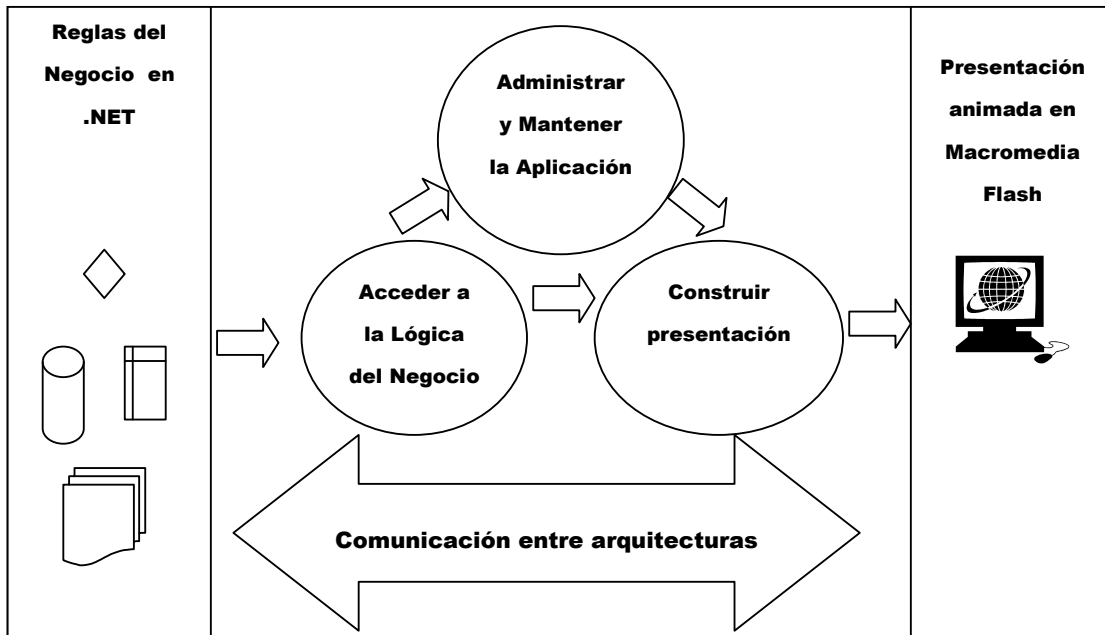 Reglas del
Negocio en
.NET
Administrar
y Mantener
la Aplicación
Acceder a
la Lógica
del Negocio
Construir
presentación
Comunicación entre arquitecturas
Presentación
animada en
Macromedia
Flash